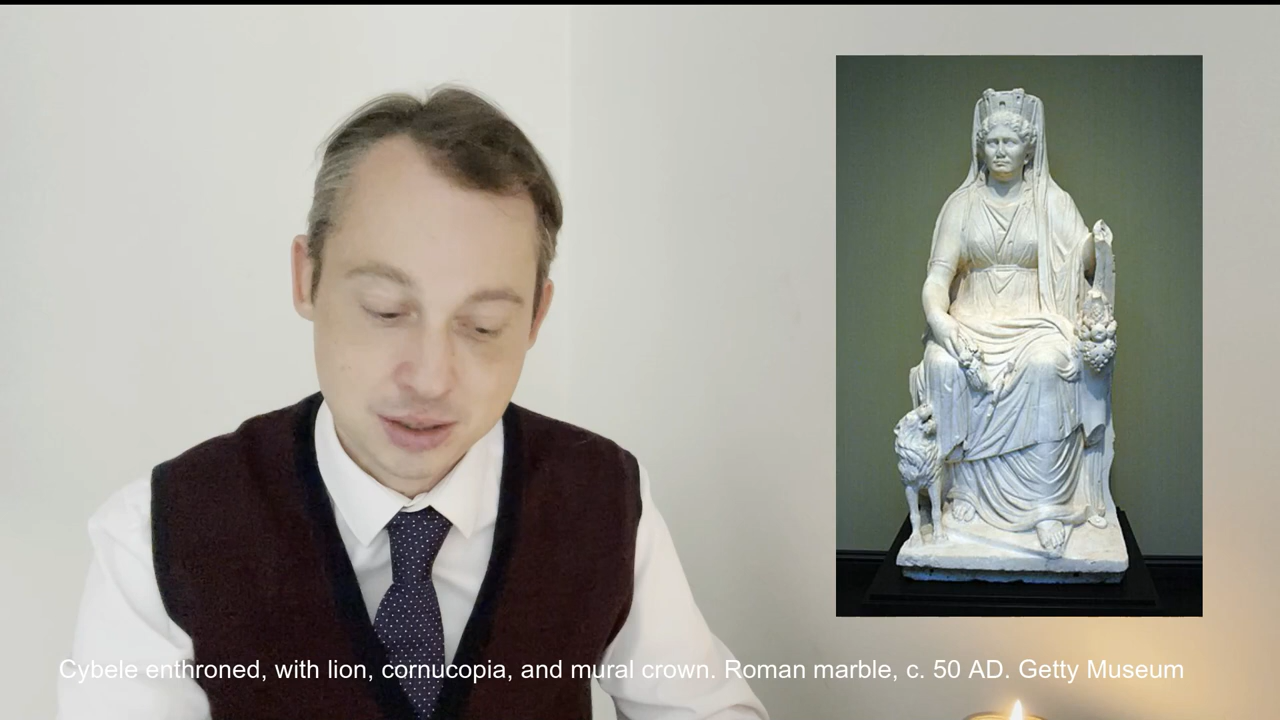 Cybele enthroned, with lion, cornucopia, and mural crown. Roman marble, c. 50 AD. Getty Museum